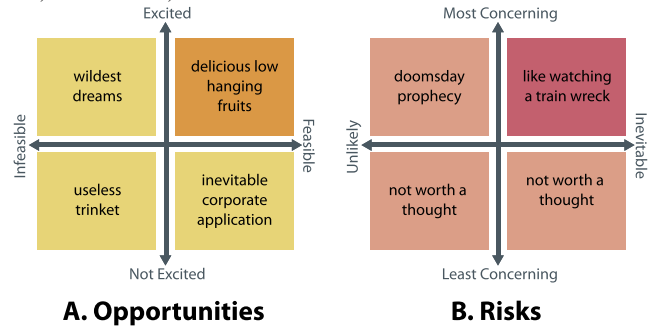 Excited
wildest
dreams
delicious low
hanging
fruits
Infeasible
Feasible
useless
trinket
inevitable
corporate
application
Not Excited
A. Opportunities
Most Concerning
doomsday
prophecy
like watching
a train wreck
Unlikely
Inevitable
not worth a
thought
not worth a
thought
Least Concerning
B. Risks